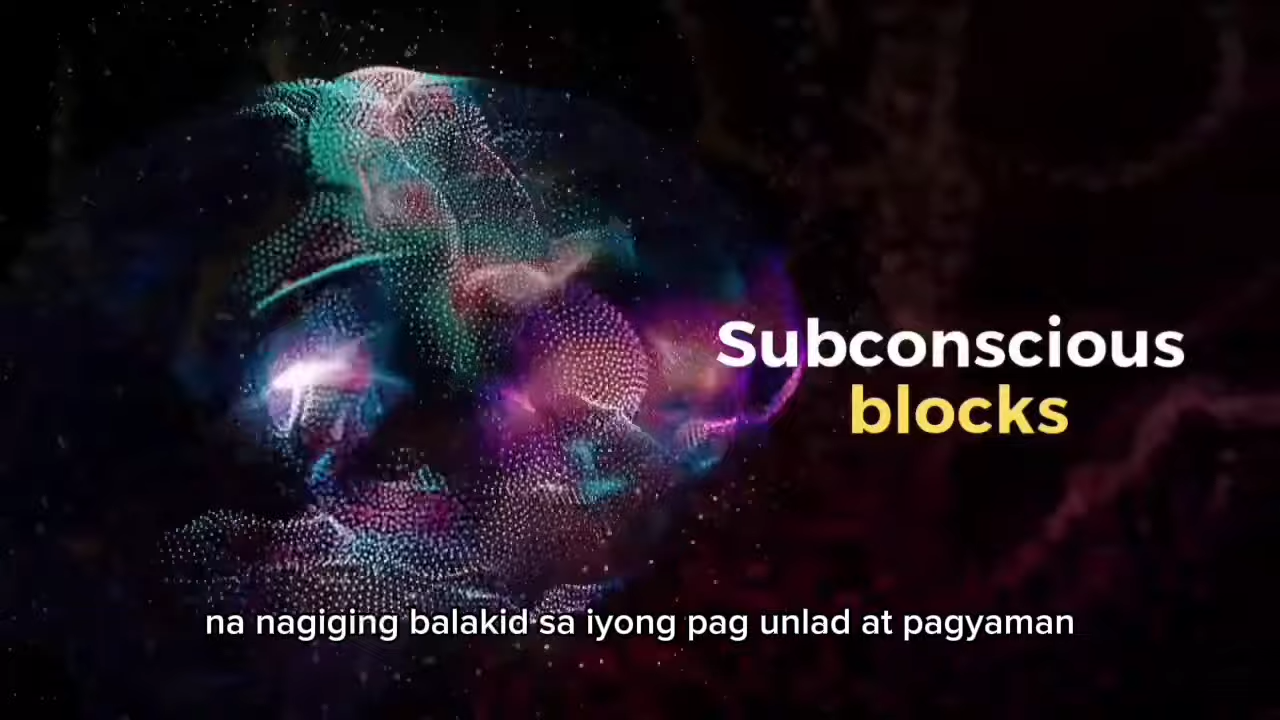 Subconscious
blocks
na nagiging balakid sa iyong pag unlad at pagyaman